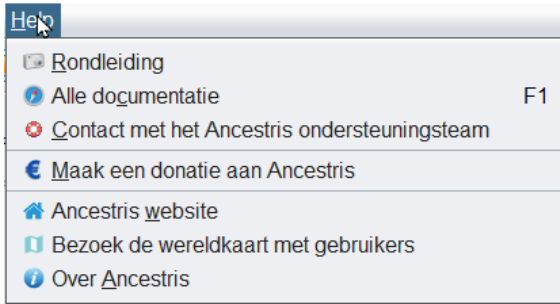 Help
Rondleiding
Alle documentatie F1
Contact met het Ancestris ondersteuningsteam
Maak een donatie aan Ancestris
Ancestris website
Bezoek de wereldkaart met gebruikers
Over Ancestris